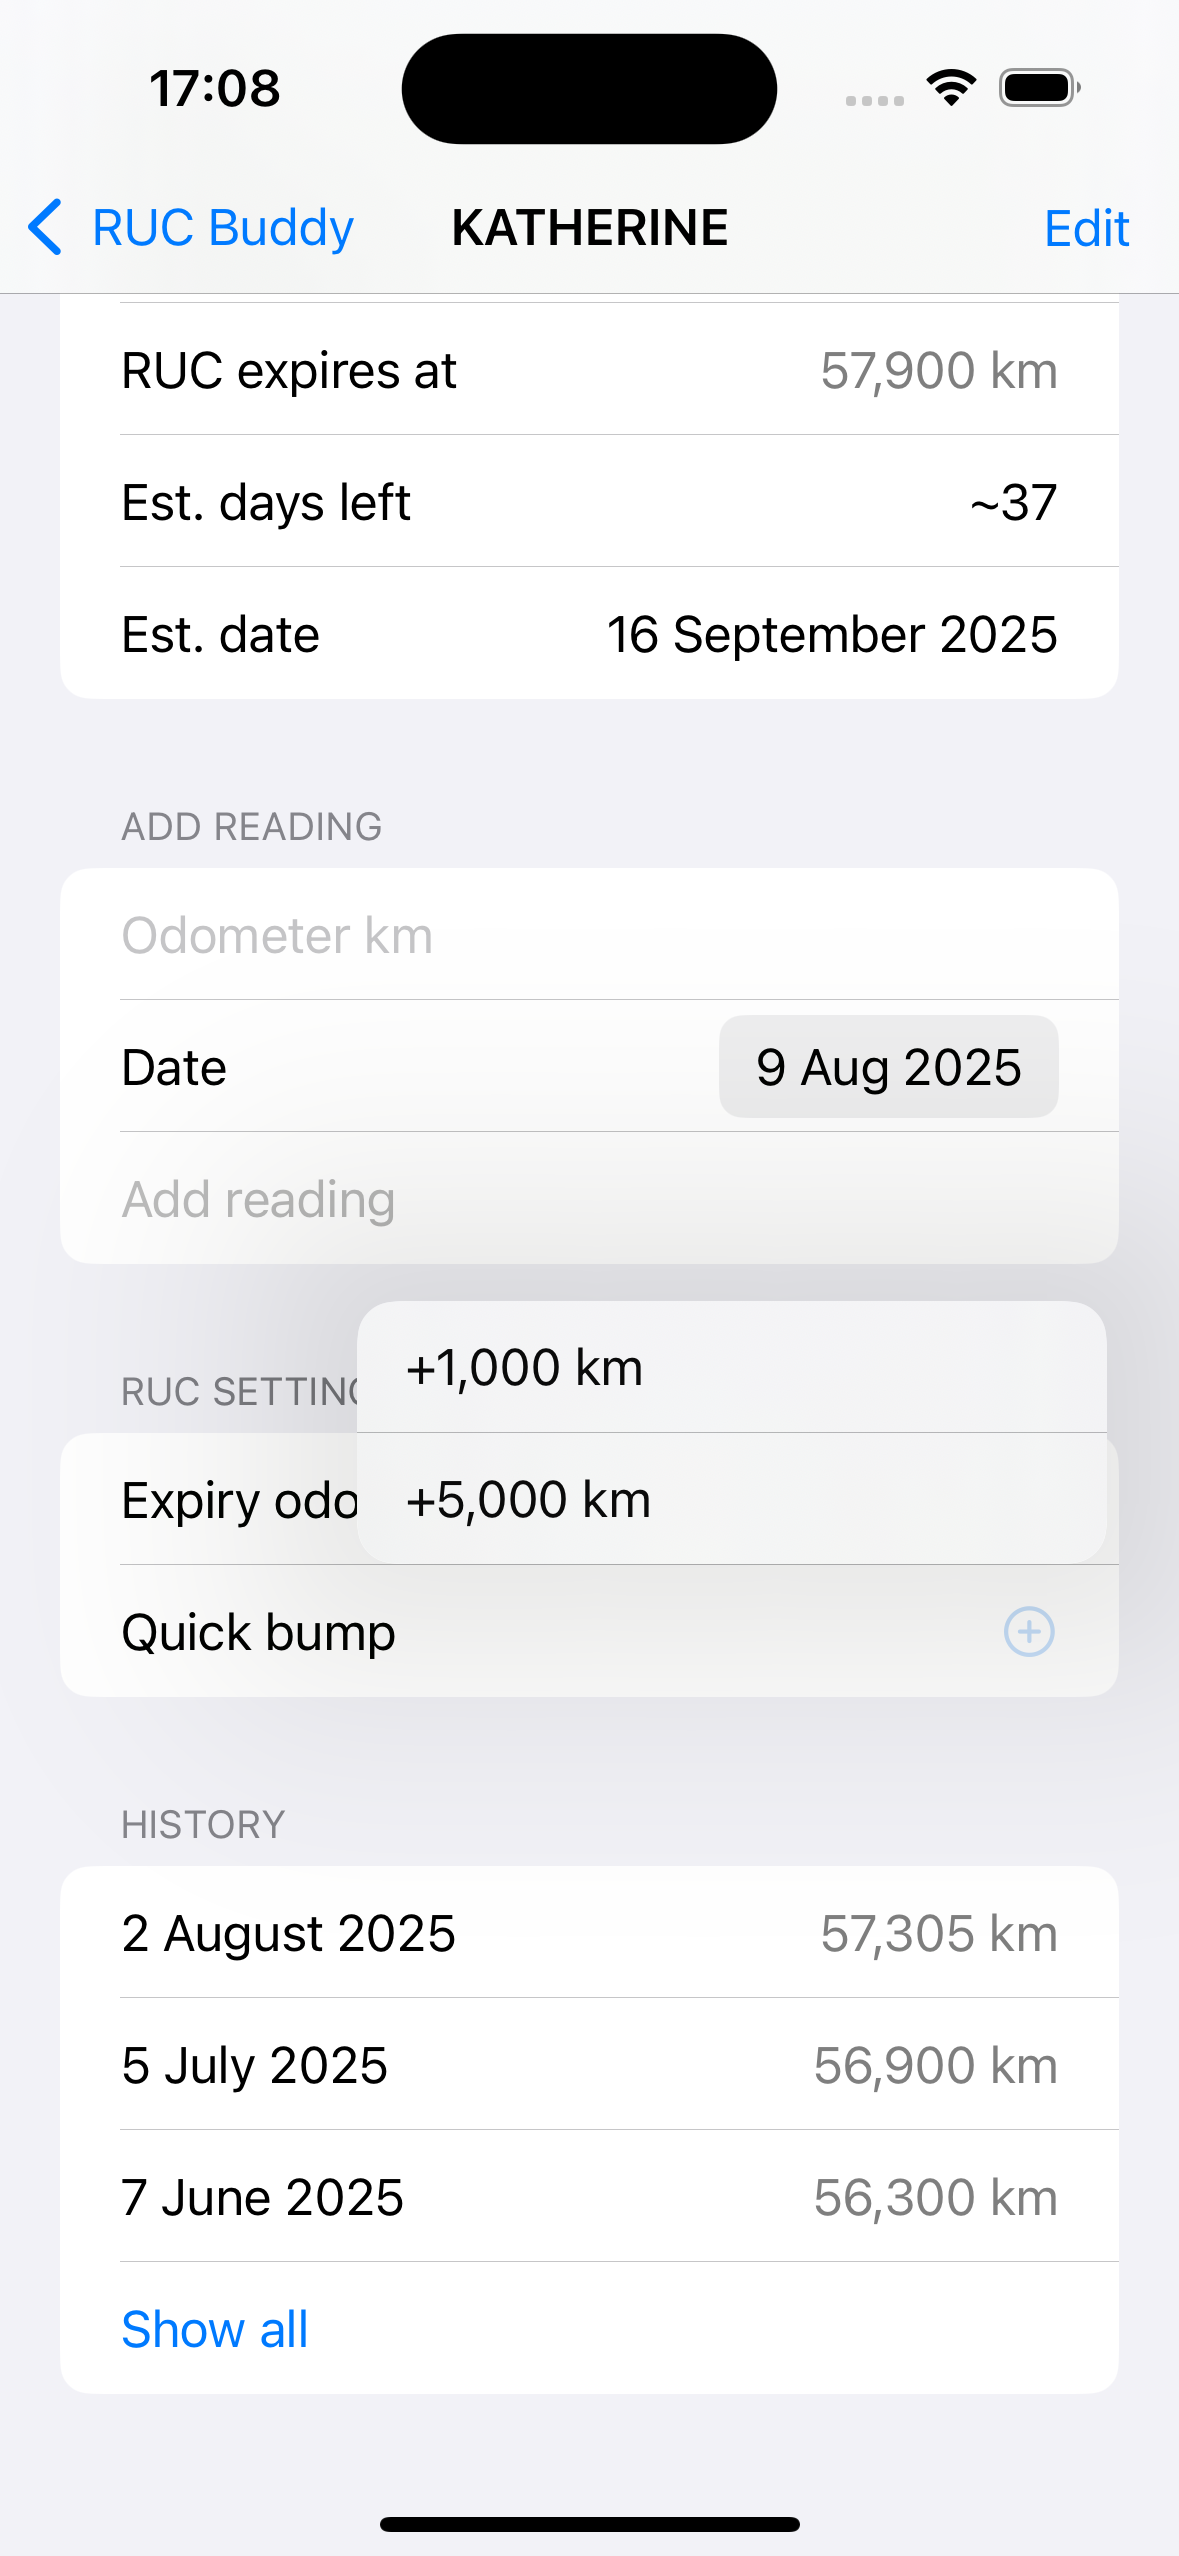 17:08
RUC Buddy KATHERINE Edit
RUC expires at 57,900 km
Est. days left ~37
Est. date 16 September 2025
ADD READING
Odometer km
Date 9 Aug 2025
Add reading
+1,000 km
RUC SETTING
Expiry odo +5,000 km
Quick bump
HISTORY
2 August 2025 57,305 km
5 July 2025 56,900 km
7 June 2025 56,300 km
Show all